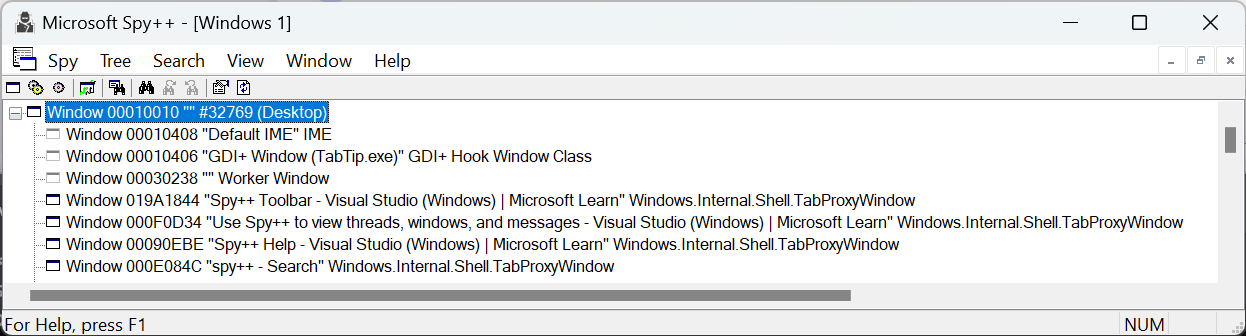 Microsoft Spy++ - [Windows 1]
Spy Tree Search View Window Help
Window 00010010 "" #32769 (Desktop)
Window 00010408 "Default IME" IME
Window 00010406 "GDI+ Window (TabTip.exe)" GDI+ Hook Window Class
Window 00030238 "" Worker Window
Window 019A1844 "Spy++ Toolbar - Visual Studio (Windows) | Microsoft Learn" Windows.Internal.Shell.TabProxyWindow
Window 000F0D34 "Use Spy++ to view threads, windows, and messages - Visual Studio (Windows) | Microsoft Learn" Windows.Internal.Shell.TabProxyWindow
Window 00090EBE "Spy++ Help - Visual Studio (Windows) | Microsoft Learn" Windows.Internal.Shell.TabProxyWindow
Window 000E084C "spy++ - Search" Windows.Internal.Shell.TabProxyWindow
For Help, press F1 NUM